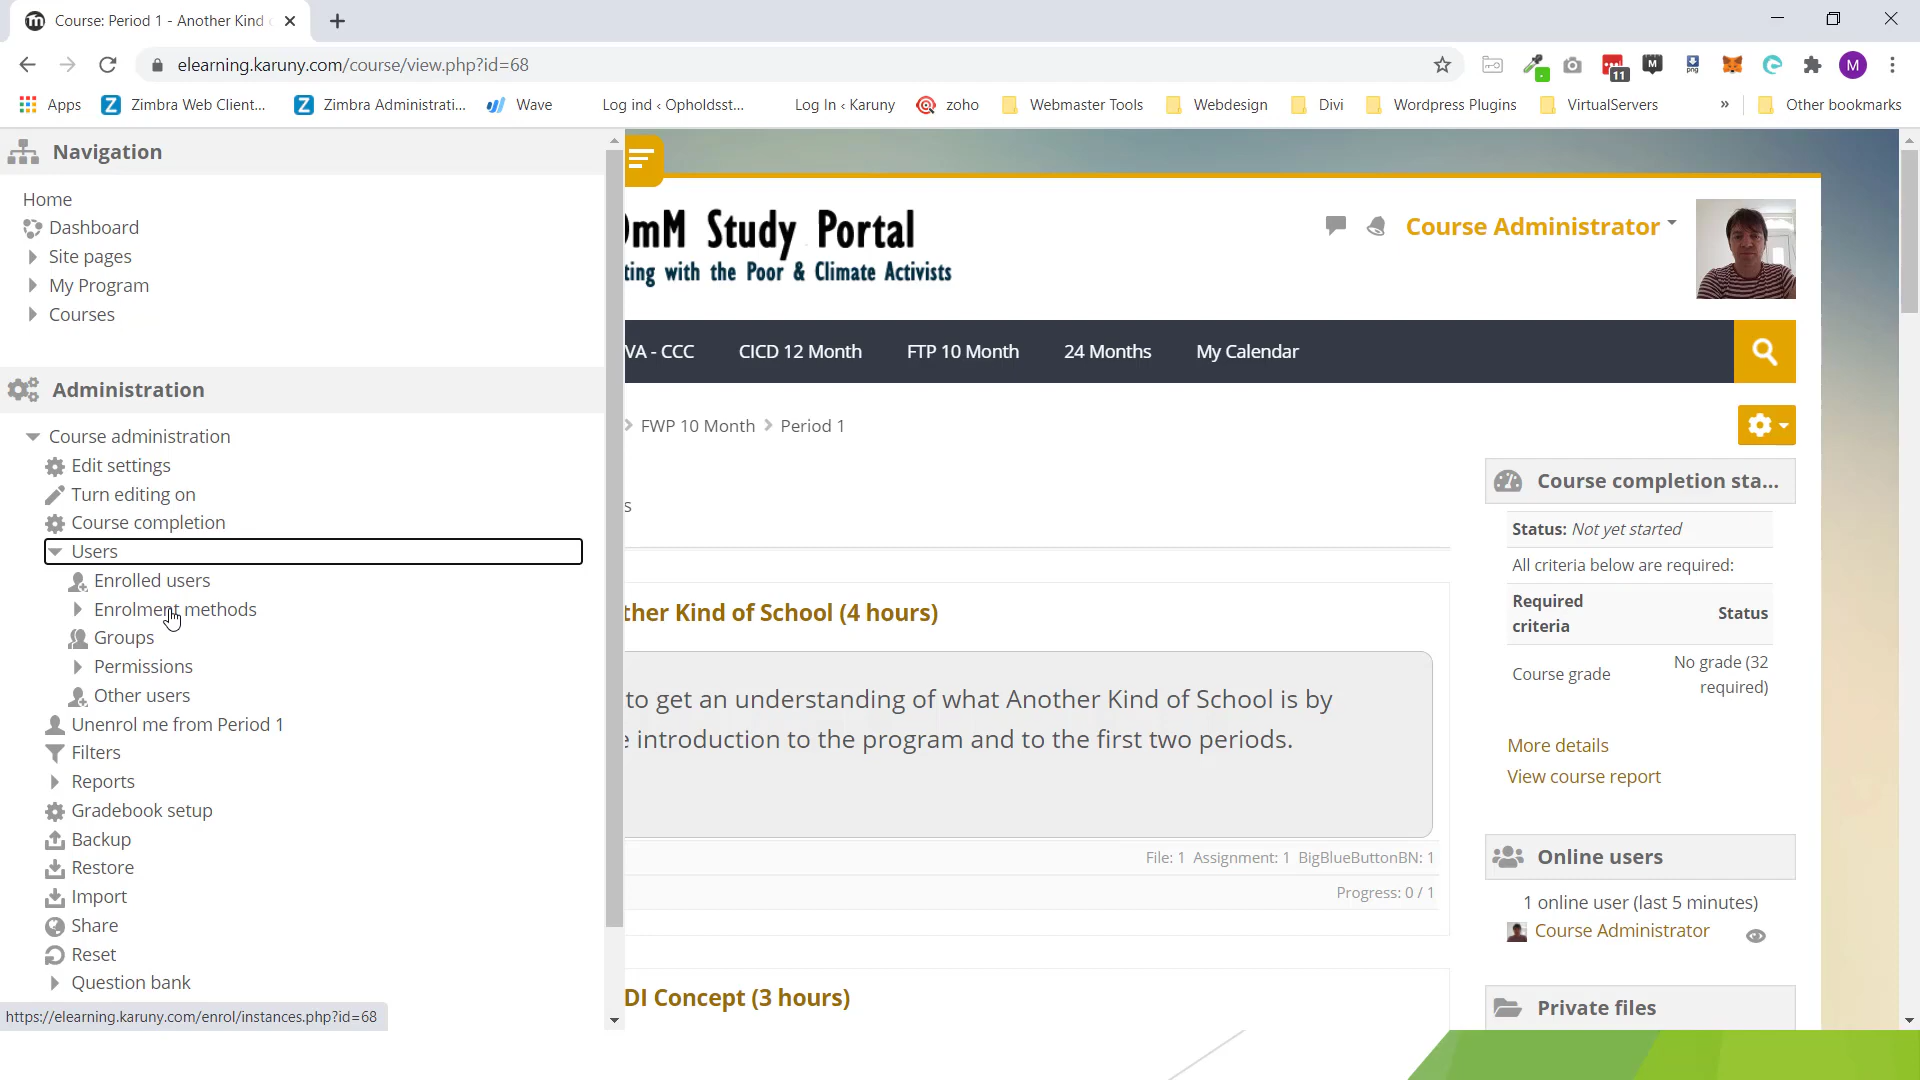 Course: Period 1 - Another Kind
elearning.karuny.com/course/view.php?id=68
11
M
png
M
Apps
Zimbra Web Client...
Zimbra Administrati...
Wave
Log ind ‹ Opholdsst...
Log In ‹ Karuny
zoho
Webmaster Tools
Webdesign
Divi
Wordpress Plugins
VirtualServers
»
Other bookmarks
Navigation
Home
Dashboard
Site pages
My Program
Courses
Administration
Course administration
Edit settings
Turn editing on
Course completion
Users
Enrolled users
Enrolment methods
Groups
Permissions
Other users
Unenrol me from Period 1
Filters
Reports
Gradebook setup
Backup
Restore
Import
Share
Reset
Question bank
https://elearning.karuny.com/enrol/instances.php?id=68
mM Study Portal
ting with the Poor & Climate Activists
Course Administrator
VA - CCC
CICD 12 Month
FTP 10 Month
24 Months
My Calendar
FWP 10 Month
Period 1
s
ther Kind of School (4 hours)
to get an understanding of what Another Kind of School is by
e introduction to the program and to the first two periods.
File: 1 Assignment: 1 BigBlueButtonBN: 1
Progress: 0 / 1
DI Concept (3 hours)
Course completion sta...
Status: Not yet started
All criteria below are required:
Required criteria
Status
Course grade
No grade (32 required)
More details
View course report
Online users
1 online user (last 5 minutes)
Course Administrator
Private files